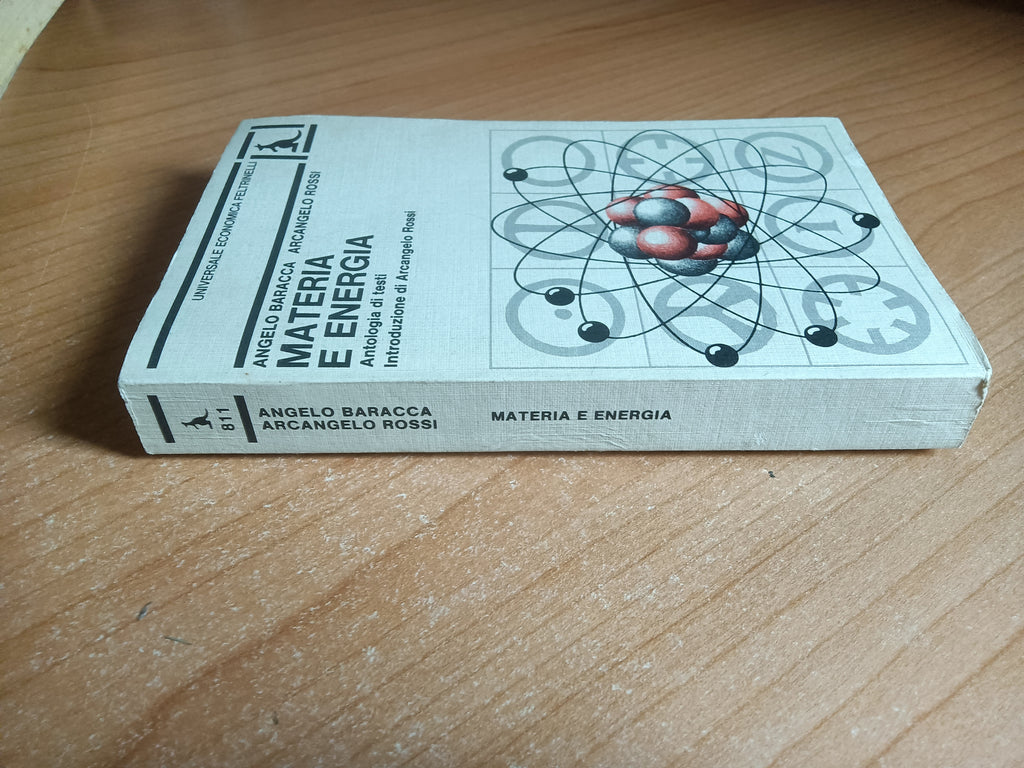 UNIVERSALE ECONOMICA FELTRINELLI
ANGELO BARACCA ARCANGELO ROSSI
MATERIA
E ENERGIA
Antologia di testi
Introduzione di Arcangelo Rossi
811
ANGELO BARACCA
ARCANGELO ROSSI
MATERIA E ENERGIA